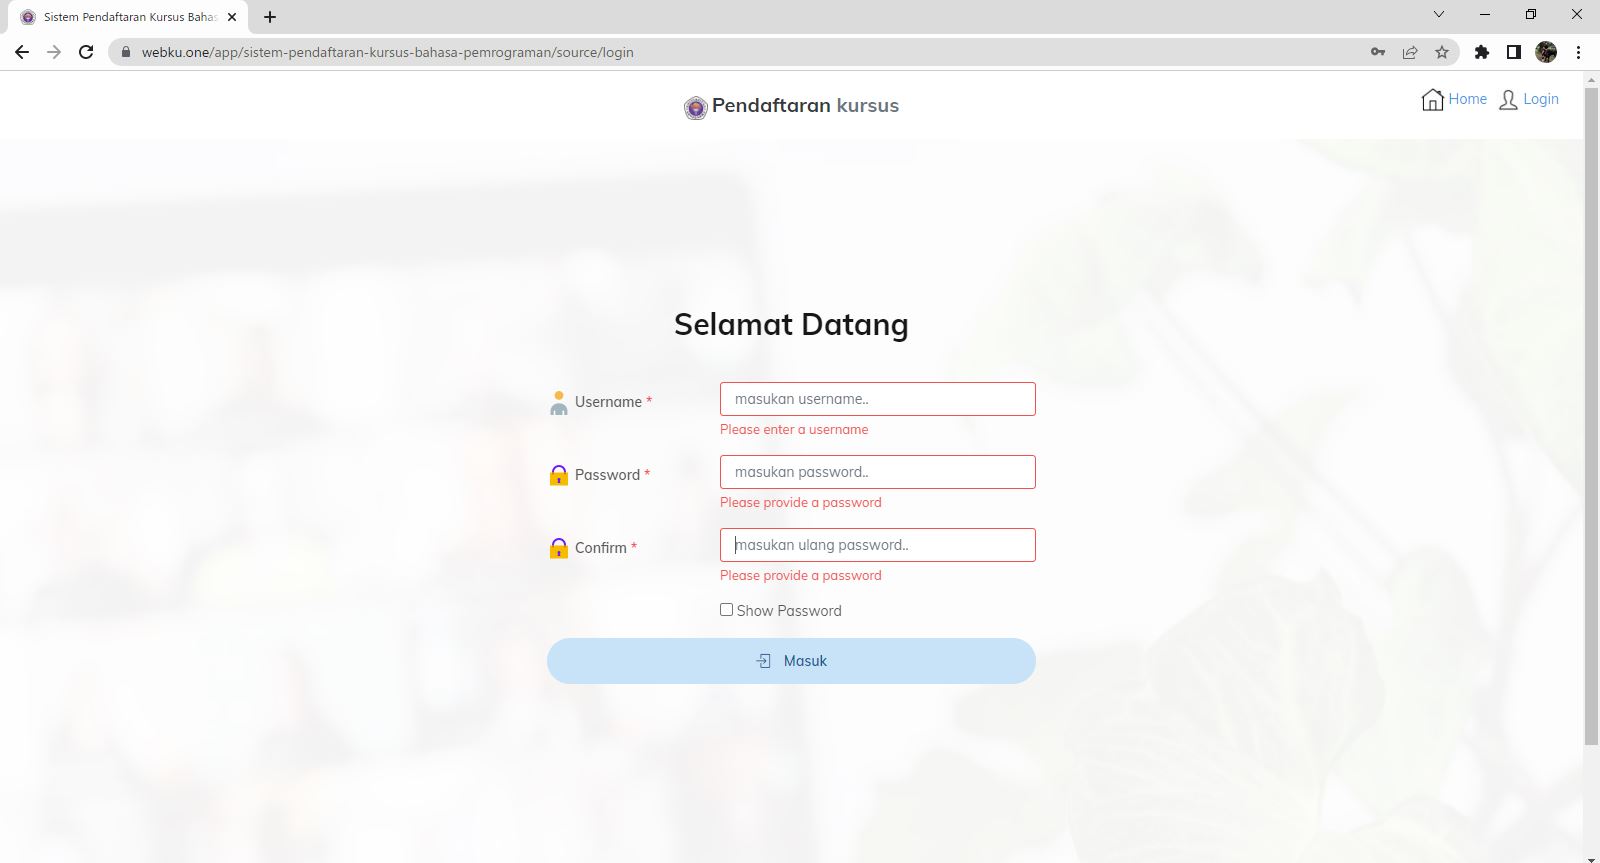 Sistem Pendaftaran Kursus Bahas
webku.one/app/sistem-pendaftaran-kursus-bahasa-pemrograman/source/login
Pendaftaran kursus
Home
Login
Selamat Datang
Username *
masukan username..
Please enter a username
Password *
masukan password..
Please provide a password
Confirm *
masukan ulang password..
Please provide a password
Show Password
Masuk